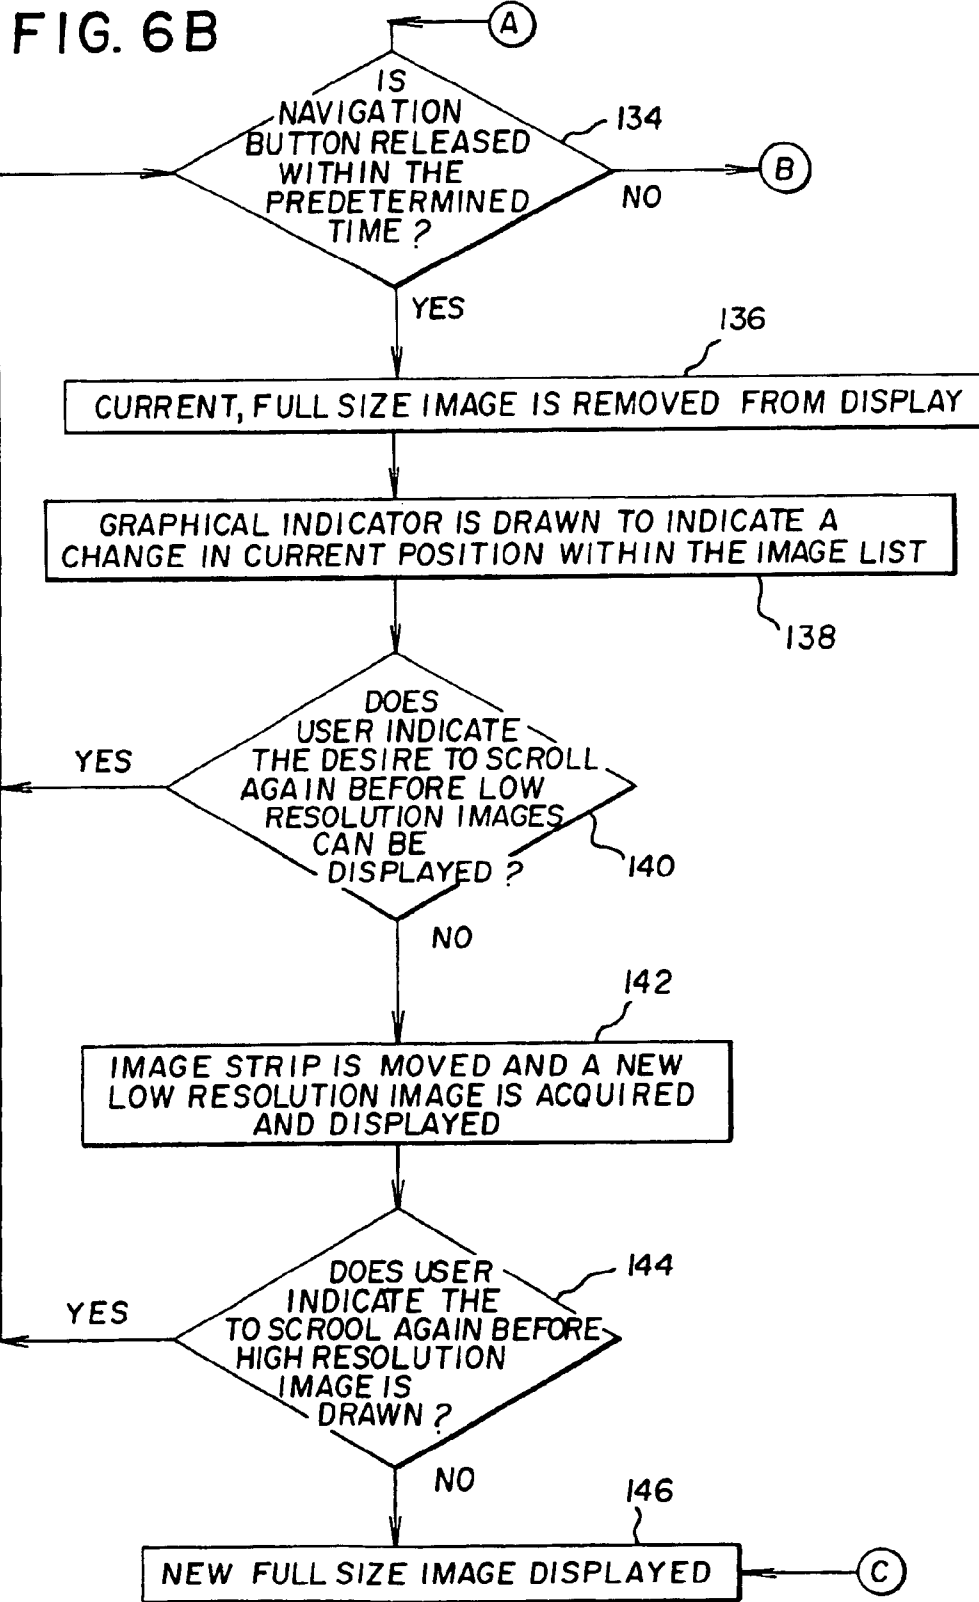 FIG. 6B
A
IS
NAVIGATION
BUTTON RELEASED
WITHIN THE
PREDETERMINED
TIME ?
134
B
NO
YES
136
CURRENT, FULL SIZE IMAGE IS REMOVED FROM DISPLAY
GRAPHICAL INDICATOR IS DRAWN TO INDICATE A
CHANGE IN CURRENT POSITION WITHIN THE IMAGE LIST
138
DOES
USER INDICATE
THE DESIRE TO SCROLL
AGAIN BEFORE LOW
RESOLUTION IMAGES
CAN BE
DISPLAYED ?
YES
140
NO
142
IMAGE STRIP IS MOVED AND A NEW
LOW RESOLUTION IMAGE IS ACQUIRED
AND DISPLAYED
144
DOES USER
INDICATE THE
TO SCROOL AGAIN BEFORE
HIGH RESOLUTION
IMAGE IS
DRAWN ?
YES
NO
146
NEW FULL SIZE IMAGE DISPLAYED
C